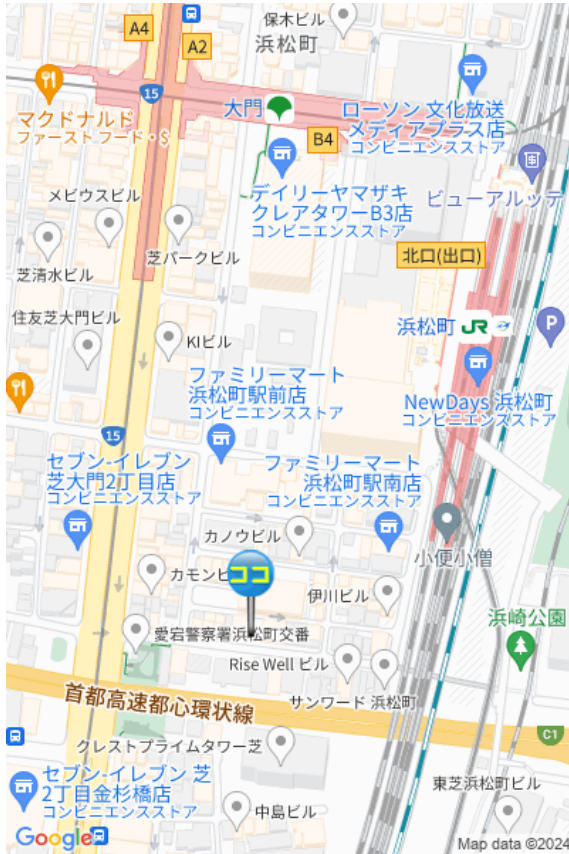 保木ビル
浜松町
A4
A2
15
マクドナルド
ファースト フード・$
大門
B4
ローソン 文化放送
メディアプラス店
コンビニエンスストア
デイリーヤマザキ
クレアタワーB3店
コンビニエンスストア
ビューアルッテ
メビウスビル
芝パークビル
芝清水ビル
北口(出口)
住友芝大門ビル
浜松町 JR
P
KIビル
ファミリーマート
浜松町駅前店
コンビニエンスストア
NewDays 浜松町
コンビニエンスストア
15
セブン-イレブン
芝大門2丁目店
コンビニエンスストア
ファミリーマート
浜松町駅南店
コンビニエンスストア
カノウビル
小便小僧
ココ
カモンビ
伊川ビル
浜崎公園
愛宕警察署浜松町交番
Rise Well ビル
サンワード 浜松町
首都高速都心環状線
C1
クレストプライムタワー芝
セブン-イレブン 芝
2丁目金杉橋店
コンビニエンスストア
東芝浜松町ビル
中島ビル
Google
Map data ©2024